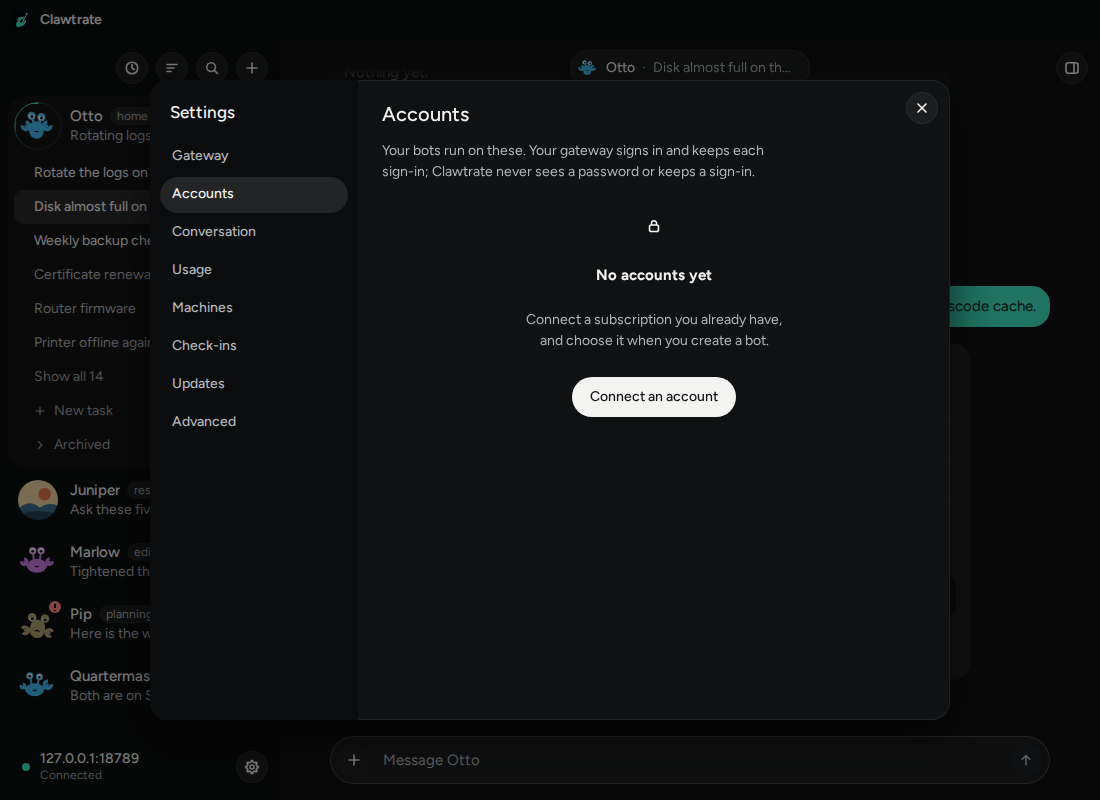 Clawtrate
Nothing yet.
Otto · Disk almost full on th...
Otto home
Rotating logs
Rotate the logs on
Disk almost full on
Weekly backup che
Certificate renewa
Router firmware
Printer offline again
Show all 14
New task
Archived
Juniper res
Ask these fiv
Marlow edi
Tightened th
Pip planning
Here is the w
Quartermas
Both are on S
127.0.0.1:18789
Connected
Settings
Gateway
Accounts
Conversation
Usage
Machines
Check-ins
Updates
Advanced
Accounts
Your bots run on these. Your gateway signs in and keeps each
sign-in; Clawtrate never sees a password or keeps a sign-in.
No accounts yet
Connect a subscription you already have,
and choose it when you create a bot.
Connect an account
scode cache.
Message Otto